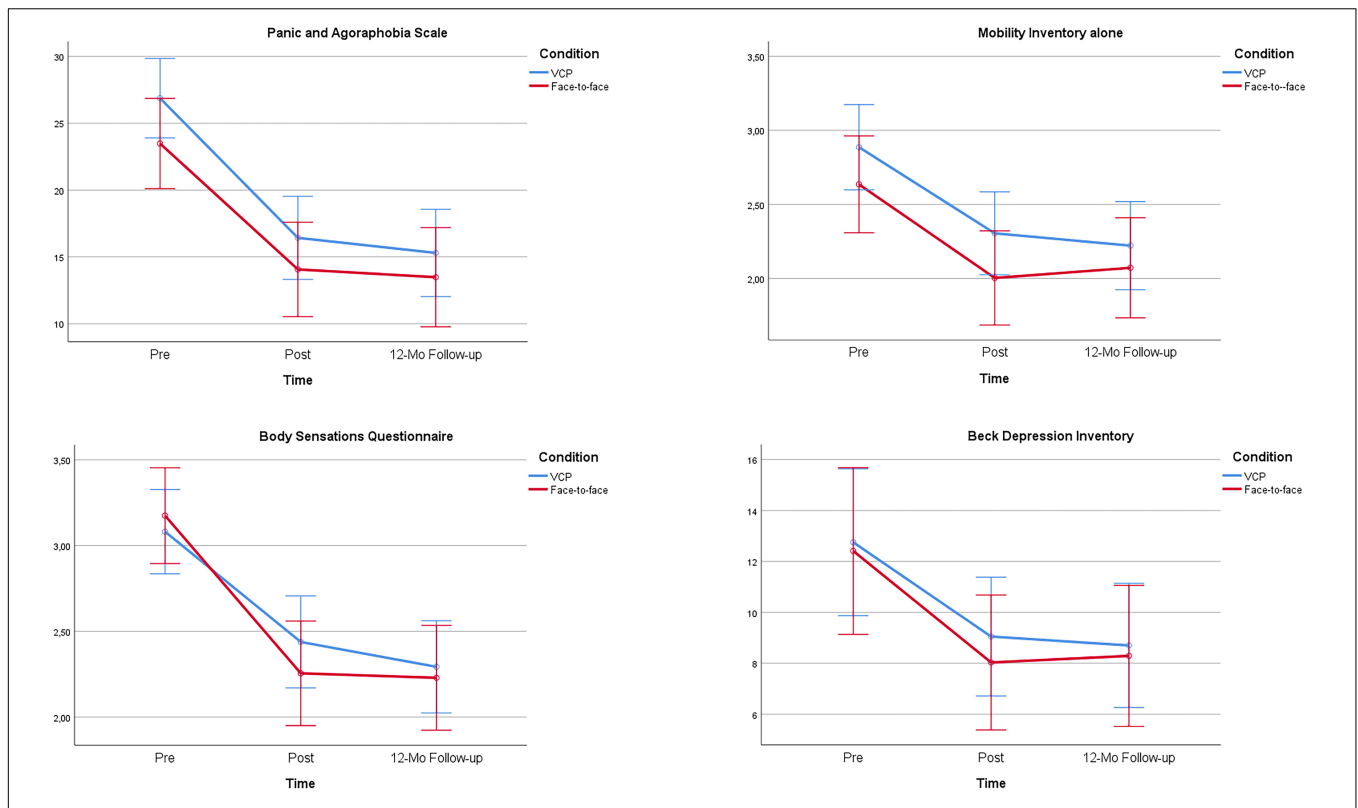 Panic and Agoraphobia Scale
Condition
VCP
Face-to-face
30
25
20
15
10
Pre
Post
12-Mo Follow-up
Time
Mobility Inventory alone
Condition
VCP
Face-to--face
3,50
3,00
2,50
2,00
Pre
Post
12-Mo Follow-up
Time
Body Sensations Questionnaire
Condition
VCP
Face-to-face
3,50
3,00
2,50
2,00
Pre
Post
12-Mo Follow-up
Time
Beck Depression Inventory
Condition
VCP
Face-to-face
16
14
12
10
8
6
Pre
Post
12-Mo Follow-up
Time